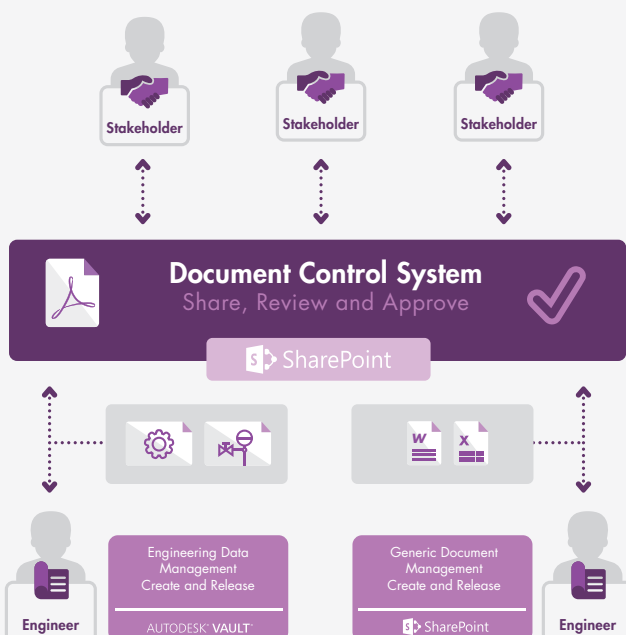 Stakeholder
Stakeholder
Stakeholder
Document Control System
Share, Review and Approve
S SharePoint
W
X
Engineering Data
Management
Create and Release
AUTODESK® VAULT™
Generic Document
Management
Create and Release
S SharePoint
Engineer
Engineer